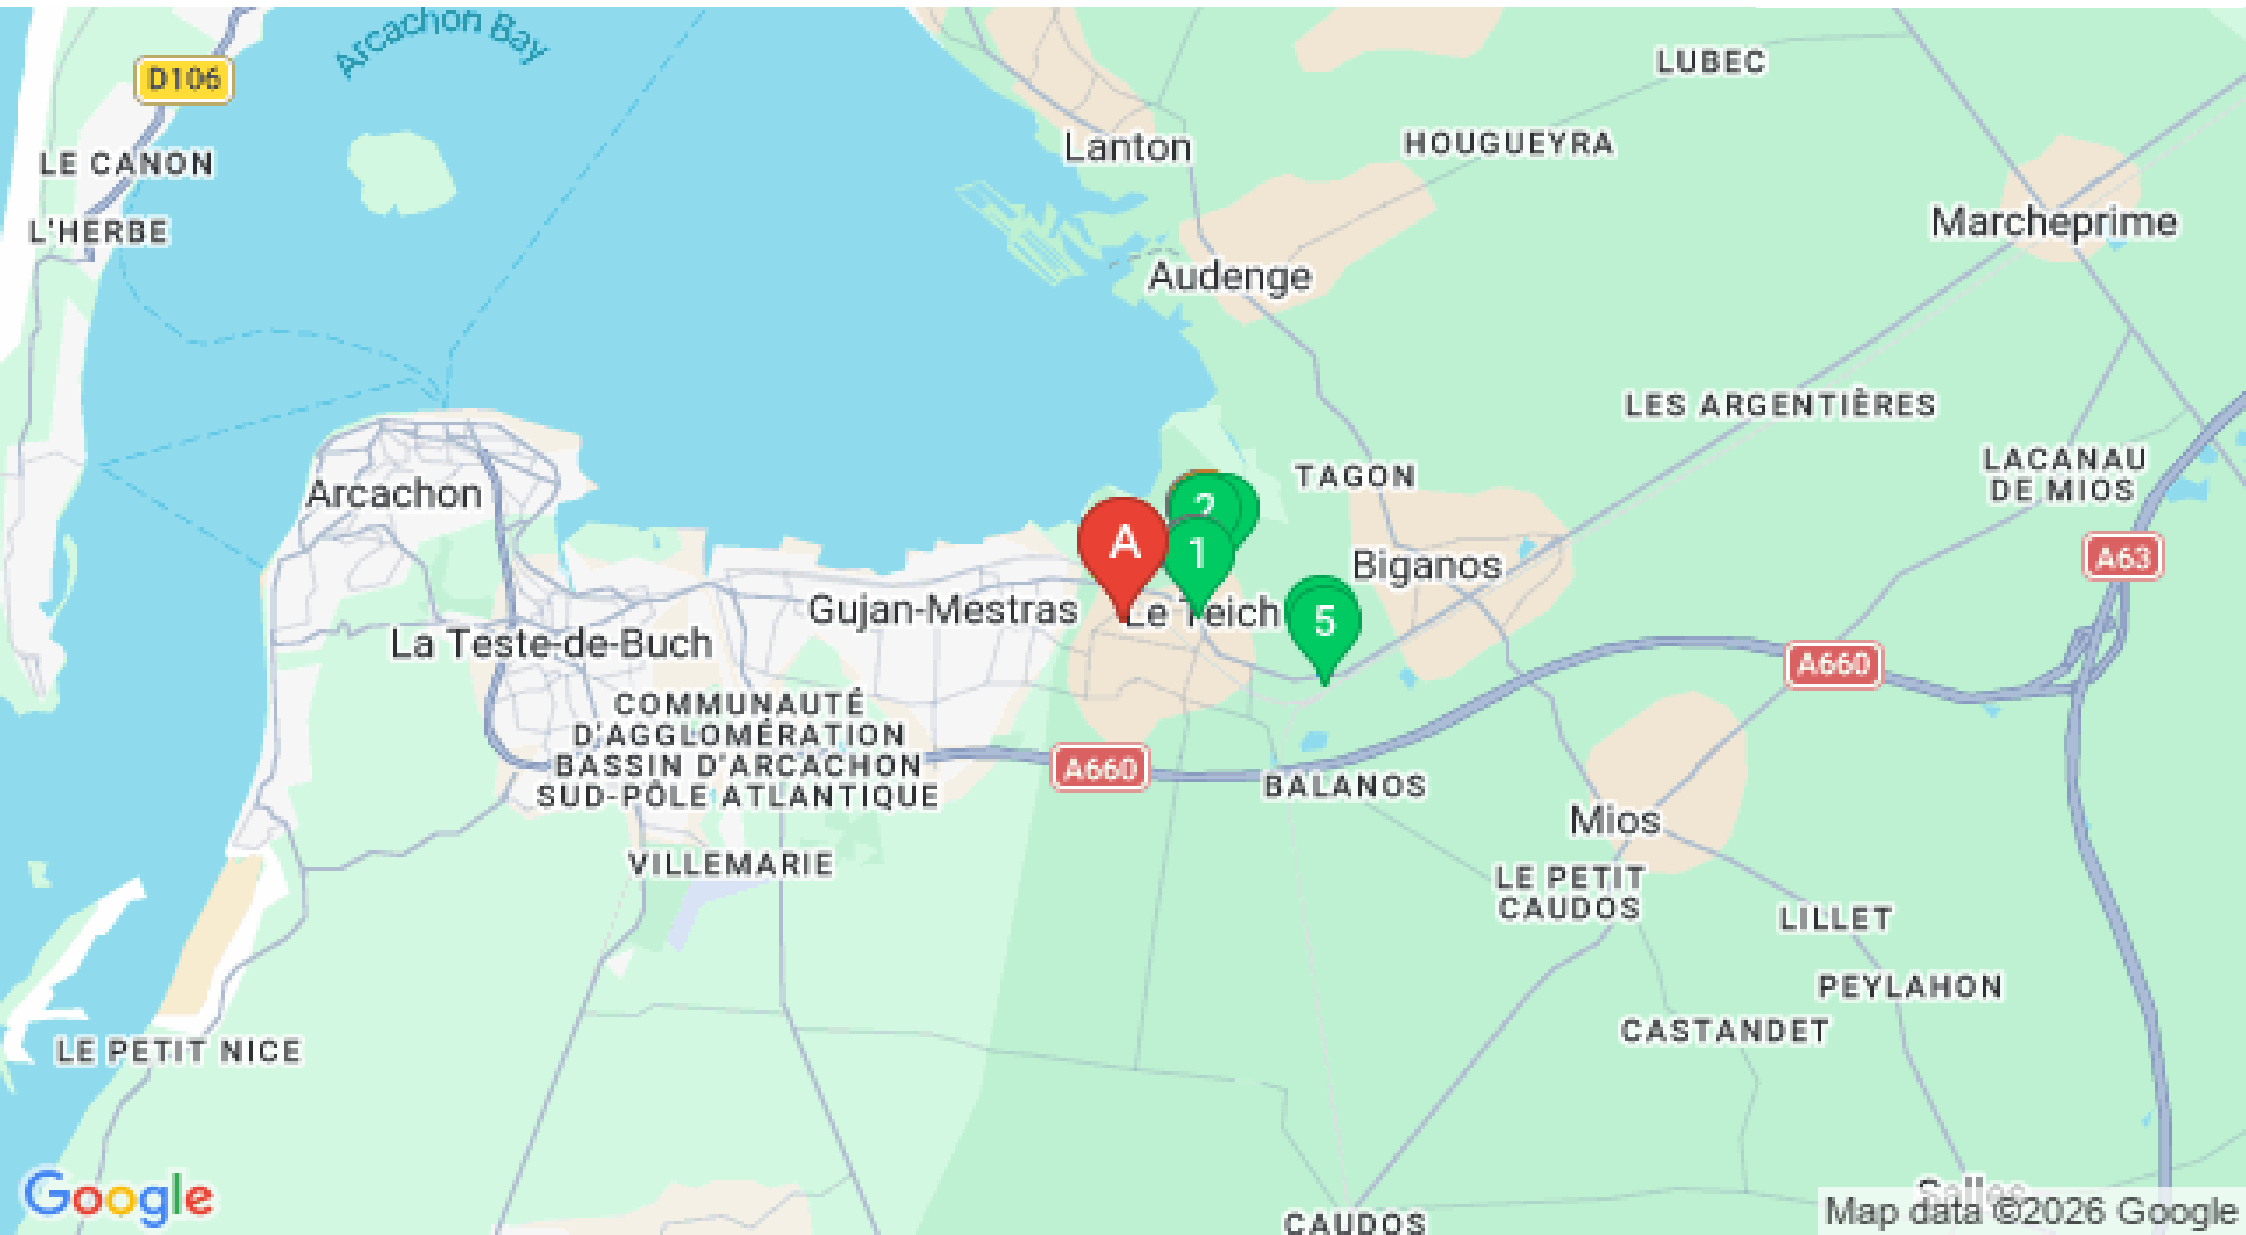 Arcachon Bay
D106
LUBEC
Lanton
HOUGUEYRA
LE CANON
L'HERBE
Marcheprime
Audenge
LES ARGENTIÈRES
TAGON
LACANAU
DE MIOS
Arcachon
2
A
1
Biganos
A63
Gujan-Mestras
Le Teich
5
La Teste-de-Buch
A660
COMMUNAUTÉ
D'AGGLOMÉRATION
BASSIN D'ARCACHON
SUD-PÔLE ATLANTIQUE
A660
BALANOS
Mios
VILLEMARIE
LE PETIT
CAUDOS
LILLET
PEYLAHON
CASTANDET
LE PETIT NICE
Salles
Google
Map data ©2026 Google
CAUDOS